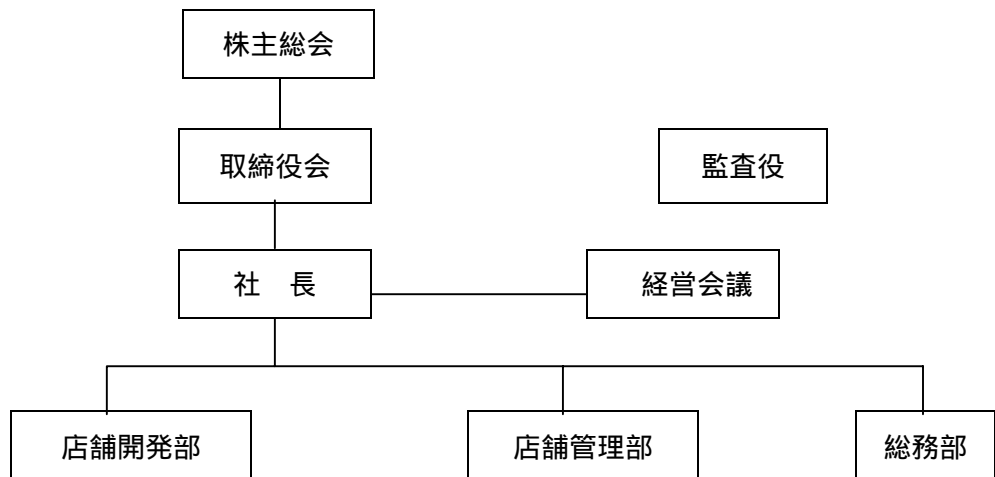 株主総会
取締役会
監査役
社　長
経営会議
店舗開発部
店舗管理部
総務部